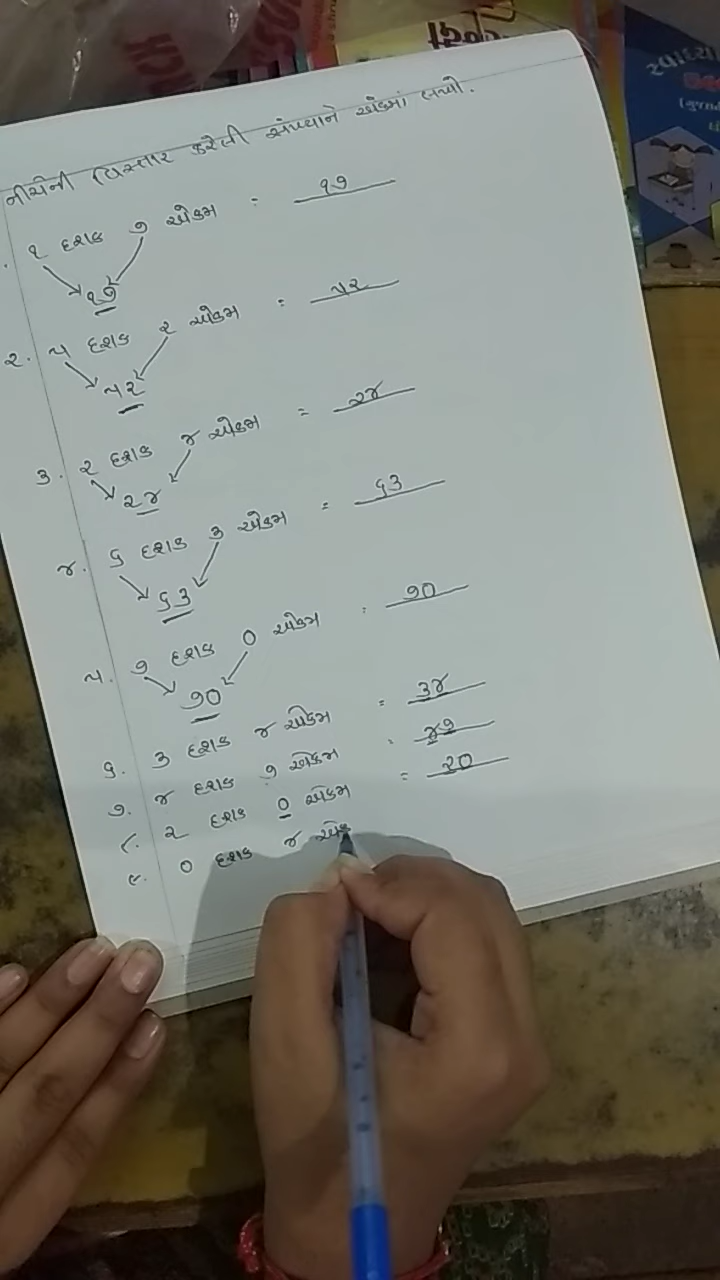 નીચેની વિસ્તાર કરેલી સંખ્યાને એકમાં લખો.
૧ દશક ૭ એકમ = ૧૭
૧૭
૨. ૫ દશક ૨ એકમ = ૫૨
૫૨
૩. ૨ દશક ૪ એકમ = ૨૪
૨૪
૪. ૬ દશક ૩ એકમ = ૬૩
૬૩
૫. ૭ દશક ૦ એકમ = ૭૦
૭૦
૬. ૩ દશક ૪ એકમ = ૩૪
૭. ૪ દશક ૭ એકમ = ૪૭
૮. ૨ દશક ૦ એકમ = ૨૦
૯. ૦ દશક ૪ એક